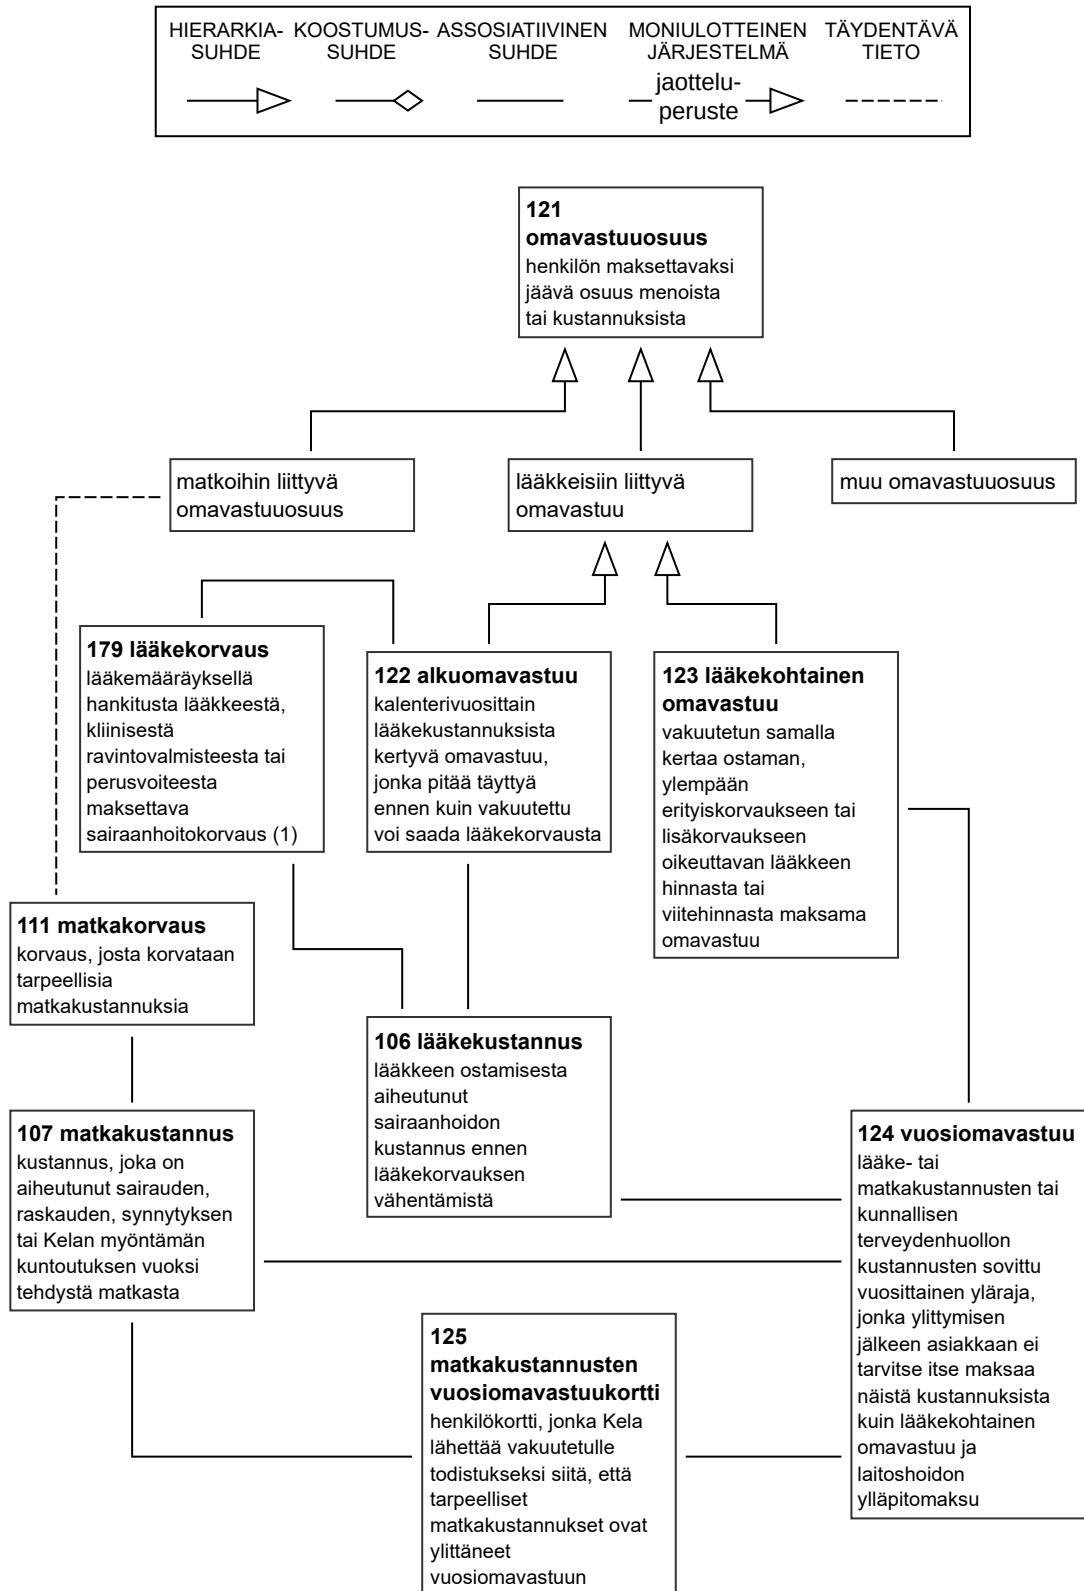 HIERARKIA-
SUHDE
KOOSTUMUS-
SUHDE
ASSOSIATIIVINEN
SUHDE
MONIULOTTEINEN
JÄRJESTELMÄ
jaottelu-
peruste
TÄYDENTÄVÄ
TIETO
121
omavastuuosuus
henkilön maksettavaksi
jäävä osuus menoista
tai kustannuksista
matkoihin liittyvä
omavastuuosuus
lääkkeisiin liittyvä
omavastuu
muu omavastuuosuus
179 lääkekorvaus
lääkemääräyksellä
hankitusta lääkkeestä,
kliinisestä
ravintovalmisteesta tai
perusvoiteesta
maksettava
sairaanhoitokorvaus (1)
122 alkuomavastuu
kalenterivuosittain
lääkekustannuksista
kertyvä omavastuu,
jonka pitää täyttyä
ennen kuin vakuutettu
voi saada lääkekorvausta
123 lääkekohtainen
omavastuu
vakuutetun samalla
kertaa ostaman,
ylempään
erityiskorvaukseen tai
lisäkorvaukseen
oikeuttavan lääkkeen
hinnasta tai
viitehinnasta maksama
omavastuu
111 matkakorvaus
korvaus, josta korvataan
tarpeellisia
matkakustannuksia
106 lääkekustannus
lääkkeen ostamisesta
aiheutunut
sairaanhoidon
kustannus ennen
lääkekorvauksen
vähentämistä
107 matkakustannus
kustannus, joka on
aiheutunut sairauden,
raskauden, synnytyksen
tai Kelan myöntämän
kuntoutuksen vuoksi
tehdystä matkasta
124 vuosiomavastuu
lääke- tai
matkakustannusten tai
kunnallisen
terveydenhuollon
kustannusten sovittu
vuosittainen yläraja,
jonka ylittymisen
jälkeen asiakkaan ei
tarvitse itse maksaa
näistä kustannuksista
kuin lääkekohtainen
omavastuu ja
laitoshoidon
ylläpitomaksu
125
matkakustannusten
vuosiomavastuukortti
henkilökortti, jonka Kela
lähettää vakuutetulle
todistukseksi siitä, että
tarpeelliset
matkakustannukset ovat
ylittäneet
vuosiomavastuun